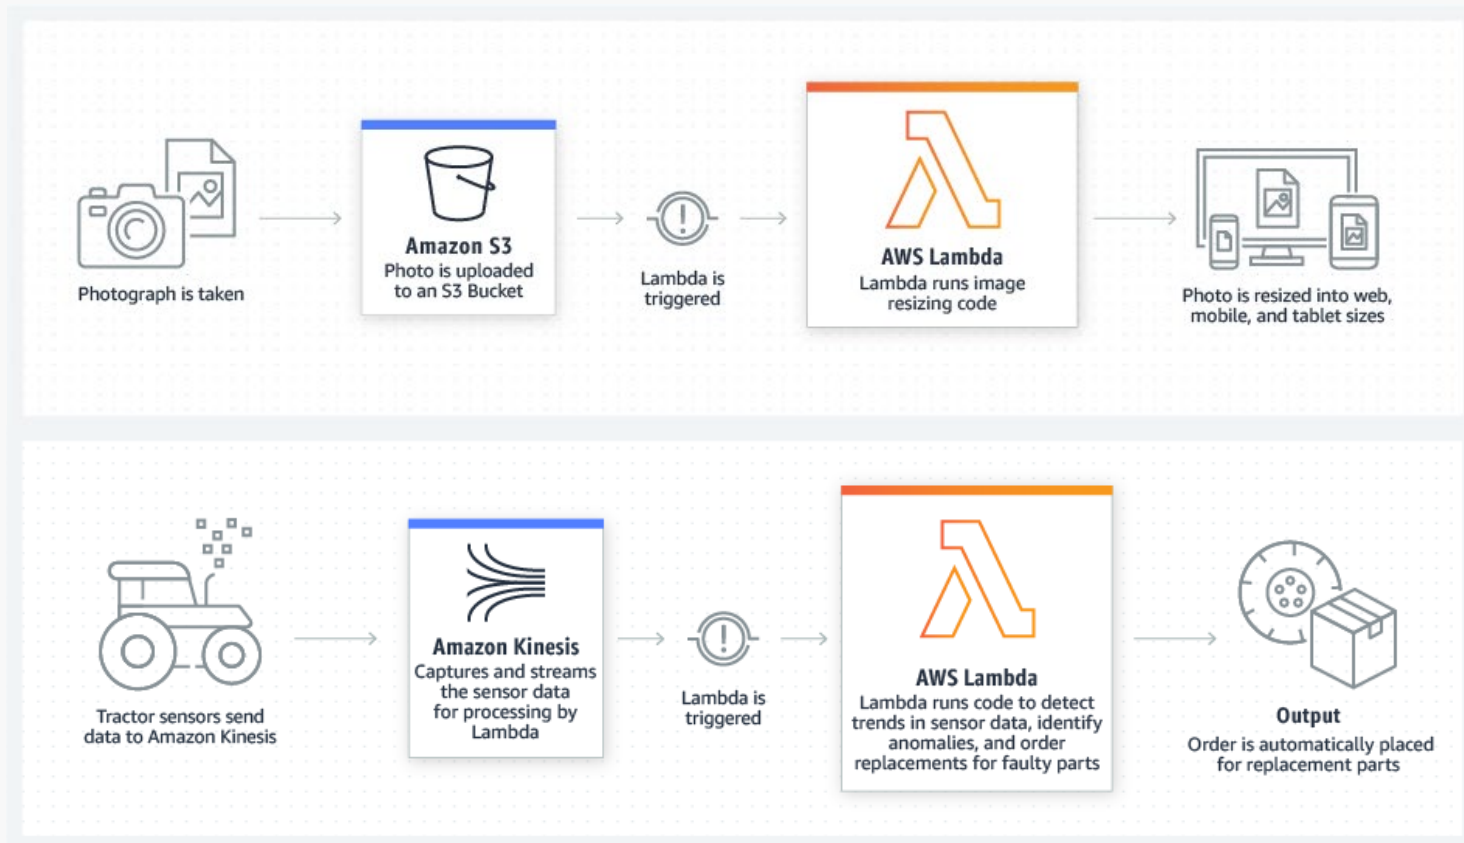 Photograph is taken
Amazon S3
Photo is uploaded
to an S3 Bucket
Lambda is
triggered
AWS Lambda
Lambda runs image
resizing code
Photo is resized into web,
mobile, and tablet sizes
Tractor sensors send
data to Amazon Kinesis
Amazon Kinesis
Captures and streams
the sensor data
for processing by
Lambda
Lambda is
triggered
AWS Lambda
Lambda runs code to detect
trends in sensor data, identify
anomalies, and order
replacements for faulty parts
Output
Order is automatically placed
for replacement parts